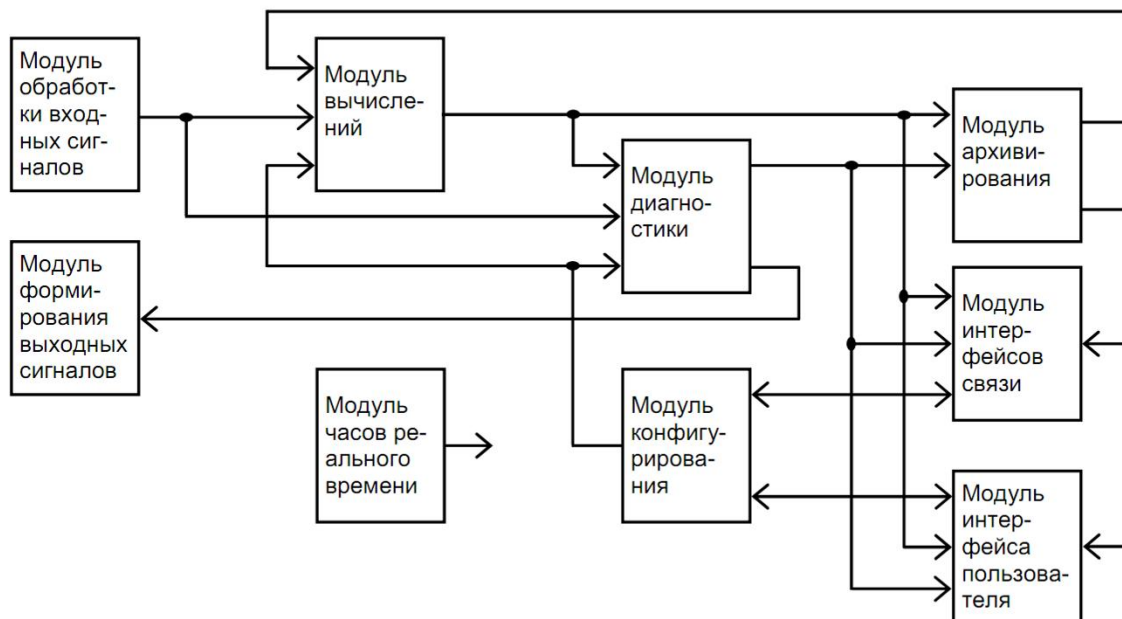 Модуль
обработ-
ки вход-
ных сиг-
налов
Модуль
вычисле-
ний
Модуль
диагно-
стики
Модуль
архиви-
рования
Модуль
форми-
рования
выходных
сигналов
Модуль
часов ре-
ального
времени
Модуль
конфигу-
рирова-
ния
Модуль
интер-
фейсов
связи
Модуль
интер-
фейса
пользова-
теля